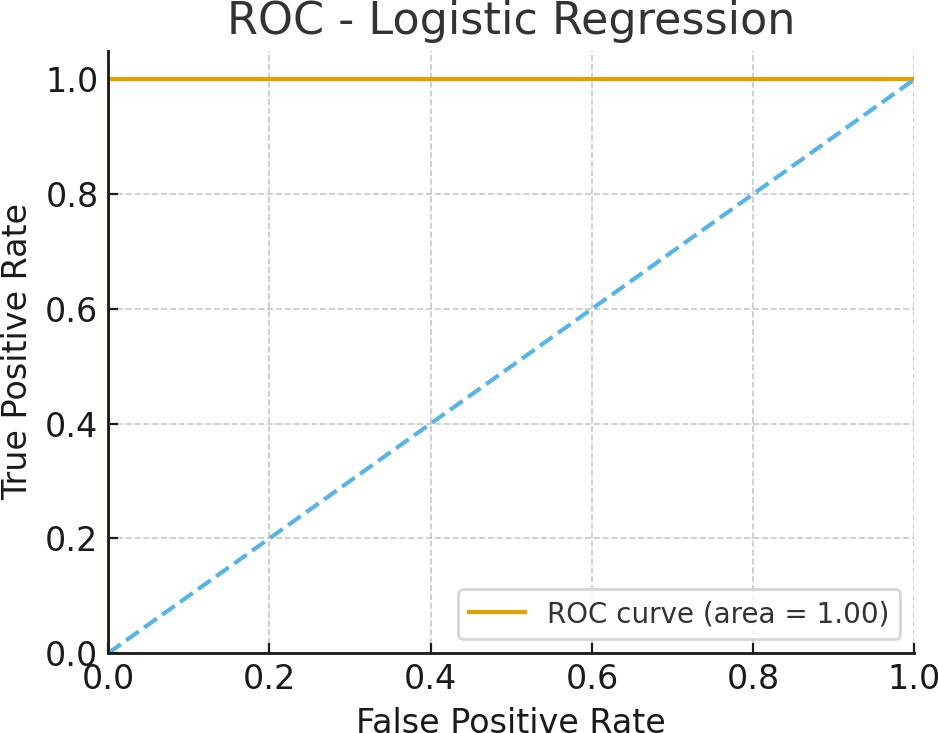 ROC - Logistic Regression
True Positive Rate
1.0
0.8
0.6
0.4
0.2
0.0
0.0 0.2 0.4 0.6 0.8 1.0
False Positive Rate
ROC curve (area = 1.00)